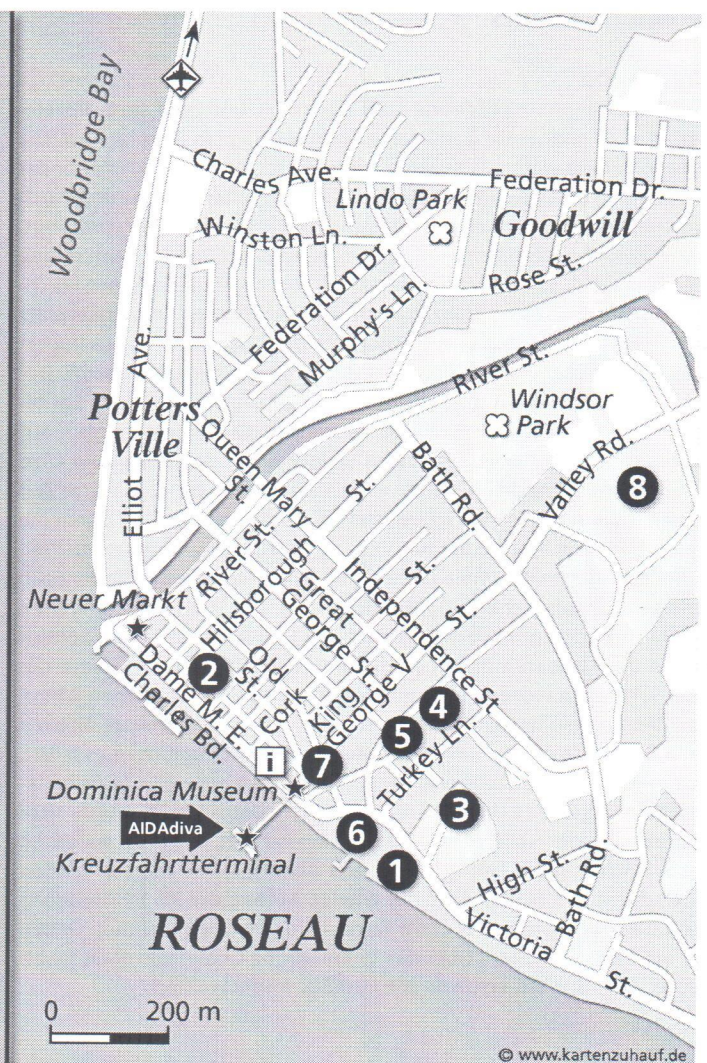 Woodbridge Bay
Charles Ave.
Federation Dr.
Lindo Park
Goodwill
Winston Ln.
Federation Dr.
Rose St.
Murphy's Ln.
River St.
Elliot Ave.
Potters
Ville
Windsor
Park
Queen Mary St.
Bath Rd.
Valley Rd.
8
River St.
Hillsborough St.
Great
George St.
Independence St
Neuer Markt
Dame M. E.
Charles Bd.
2
Old St.
Cork St.
King
George V St.
4
5
Turkey Ln.
i
7
Dominica Museum
3
AIDAdiva
Kreuzfahrtterminal
6
1
High St.
Bath Rd.
Victoria St.
ROSEAU
0 200 m
© www.kartenzuhauf.de